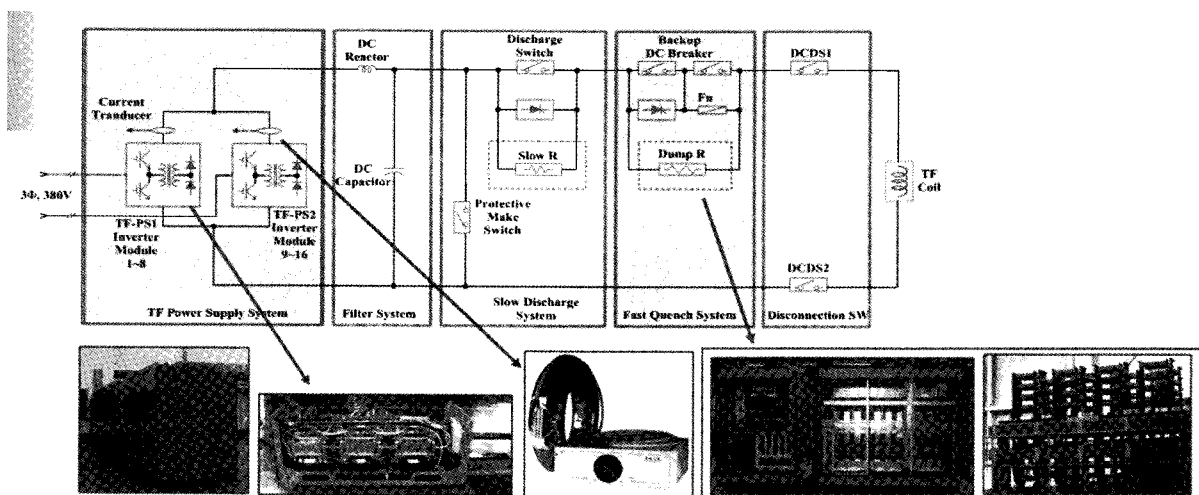 Current
Tranducer
3Φ, 380V
TF-PS1
Inverter
Module
1~8
TF-PS2
Inverter
Module
9~16
TF Power Supply System
DC
Reactor
DC
Capacitor
Filter System
Discharge
Switch
Slow R
Protective
Make
Switch
Slow Discharge
System
Backup
DC Breaker
Fu
Dump R
Fast Quench System
DCDS1
DCDS2
Disconnection SW
TF
Coil